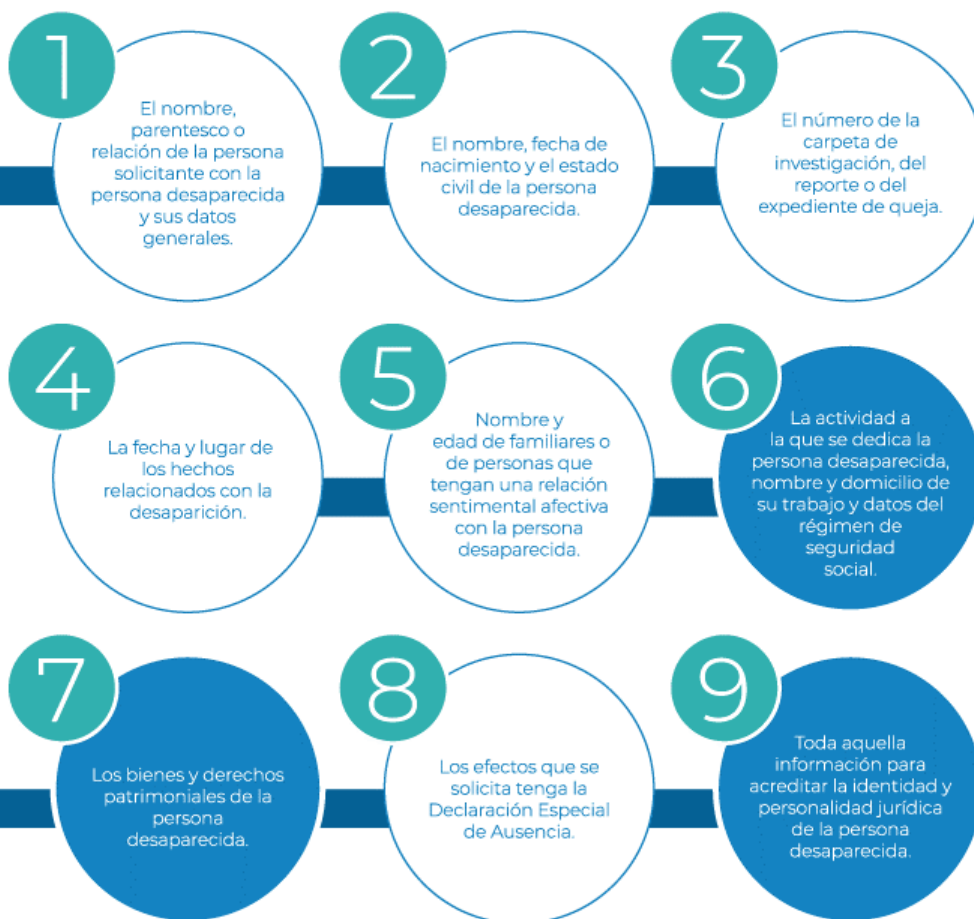 1
El nombre,
parentesco o
relación de la persona
solicitante con la
persona desaparecida
y sus datos
generales.
2
El nombre, fecha de
nacimiento y el estado
civil de la persona
desaparecida.
3
El número de la
carpeta de
investigación, del
reporte o del
expediente de queja.
4
La fecha y lugar de
los hechos
relacionados con la
desaparición.
5
Nombre y
edad de familiares o
de personas que
tengan una relación
sentimental afectiva
con la persona
desaparecida.
6
La actividad a
la que se dedica la
persona desaparecida,
nombre y domicilio de
su trabajo y datos del
régimen de
seguridad
social.
7
Los bienes y derechos
patrimoniales de la
persona
desaparecida.
8
Los efectos que se
solicita tenga la
Declaración Especial
de Ausencia.
9
Toda aquella
información para
acreditar la identidad y
personalidad jurídica
de la persona
desaparecida.